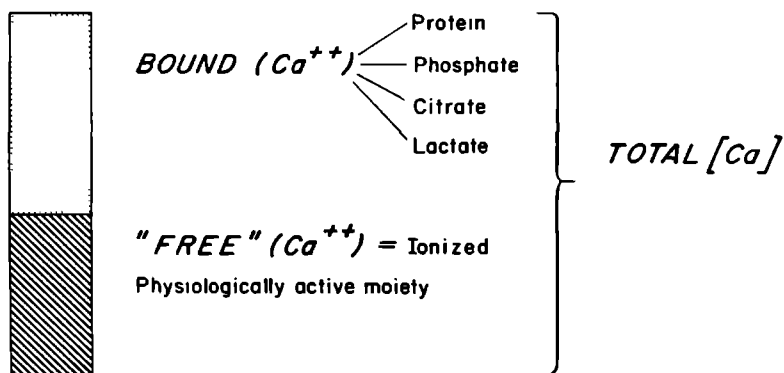 BOUND (Ca++)
Protein
Phosphate
Citrate
Lactate
TOTAL [Ca]
"FREE" (Ca++) = Ionized
Physiologically active moiety